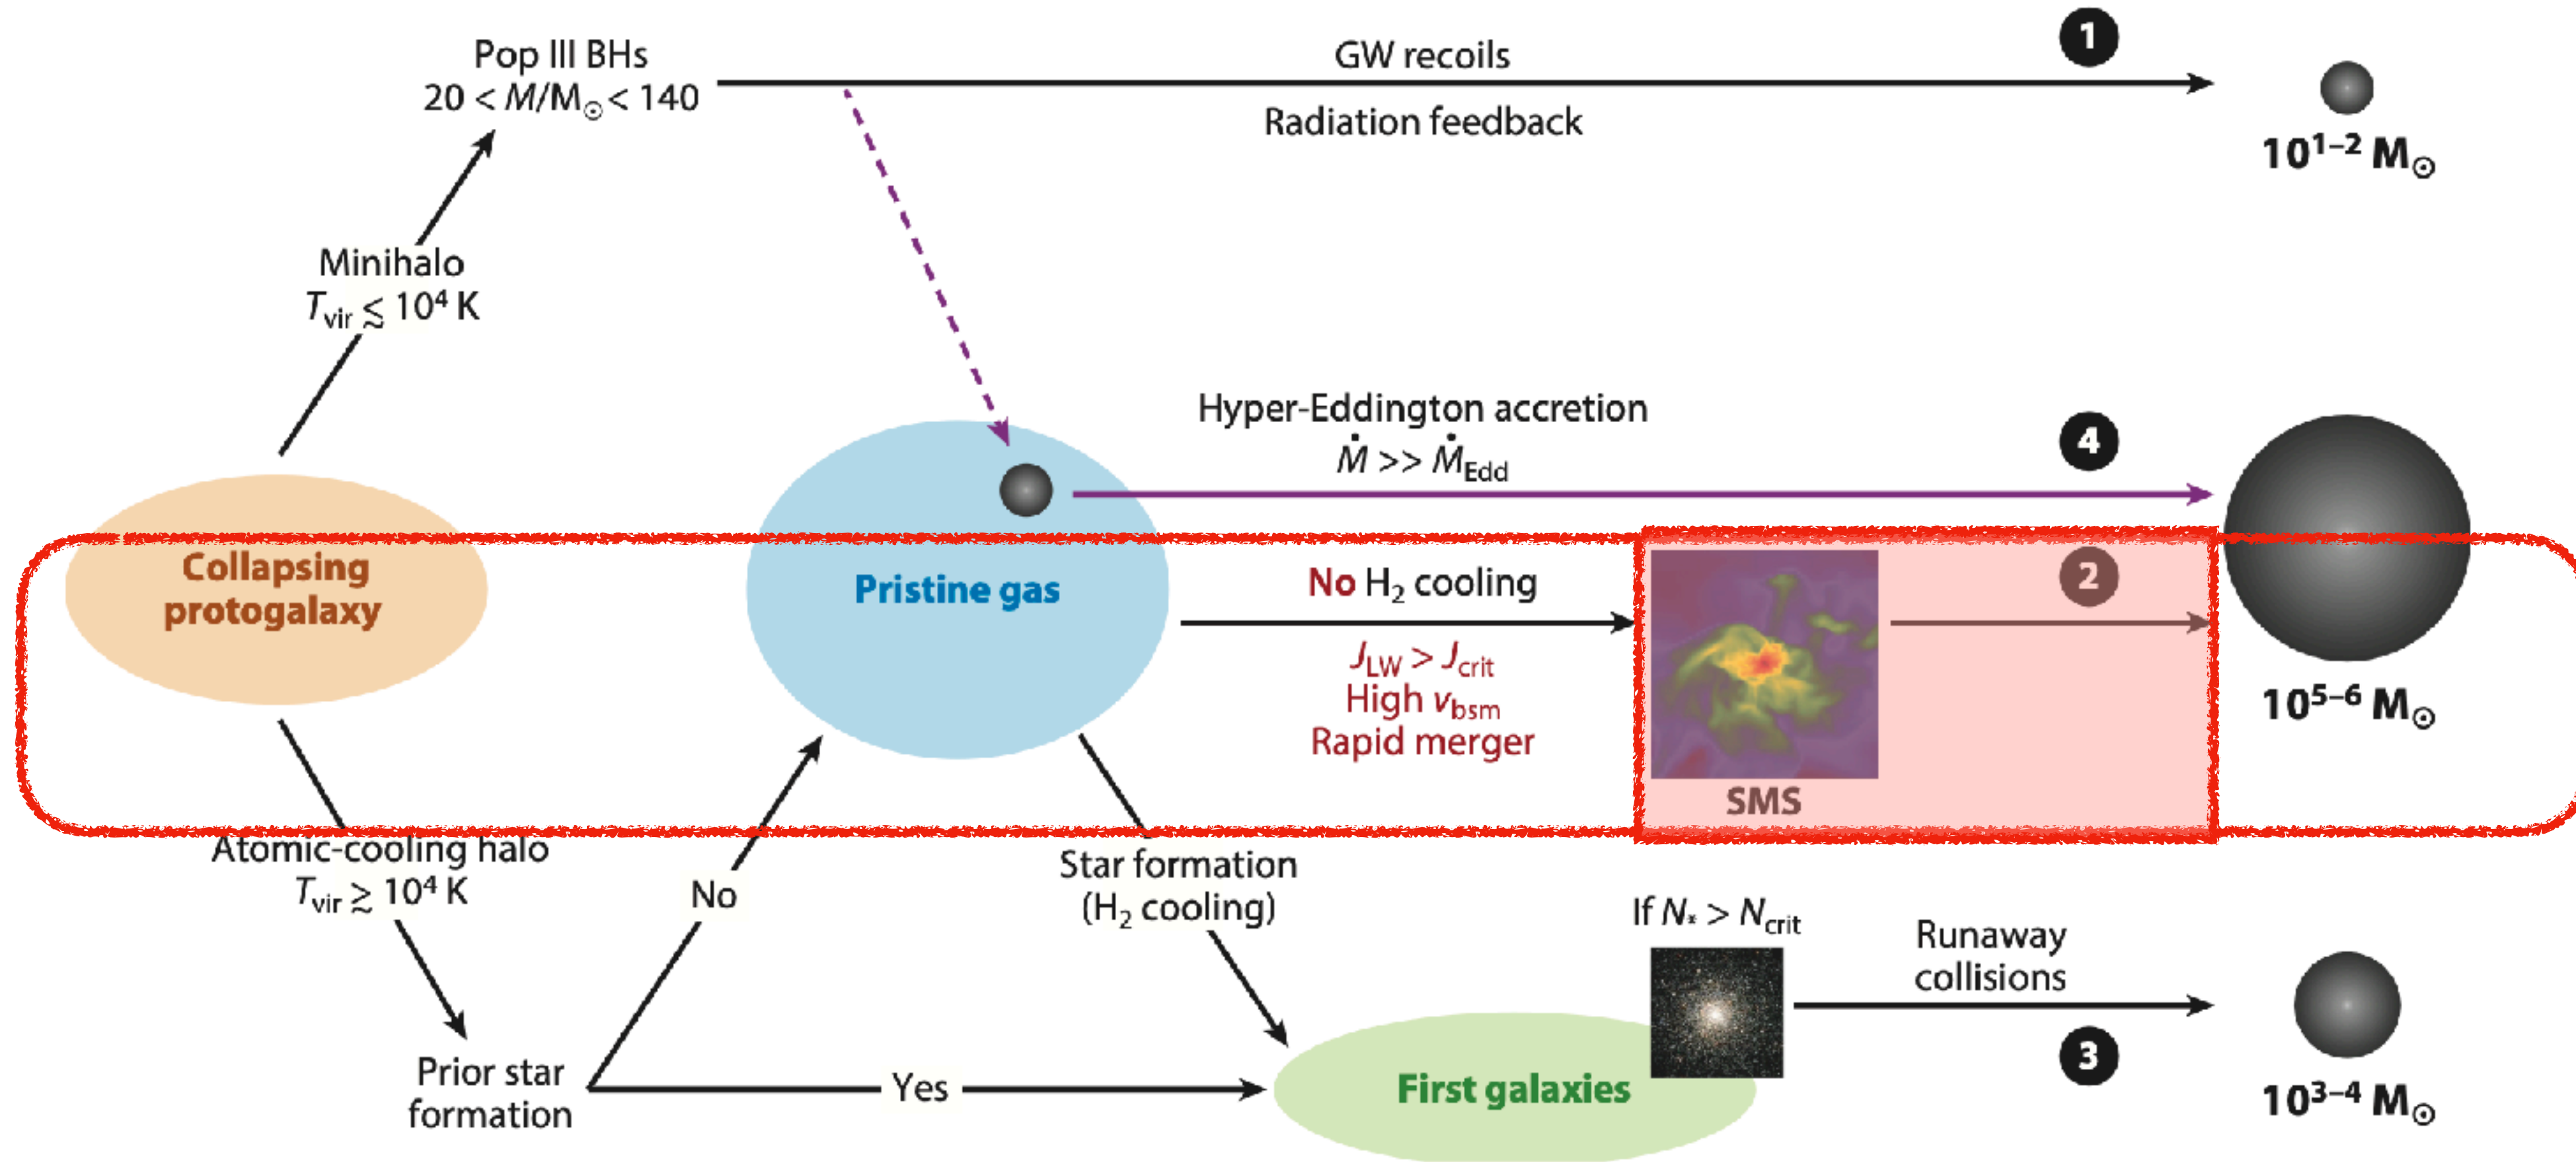 Pop III BHs
20 < M/M☉ < 140
GW recoils
Radiation feedback
1
10¹⁻² M☉
Minihalo
T_vir ≲ 10⁴ K
Hyper-Eddington accretion
Ṁ >> Ṁ_Edd
4
Collapsing
protogalaxy
Pristine gas
No H₂ cooling
J_LW > J_crit
High v_bsm
Rapid merger
SMS
2
10⁵⁻⁶ M☉
Atomic-cooling halo
T_vir ≳ 10⁴ K
No
Star formation
(H₂ cooling)
If N* > N_crit
Runaway
collisions
3
10³⁻⁴ M☉
Prior star
formation
Yes
First galaxies